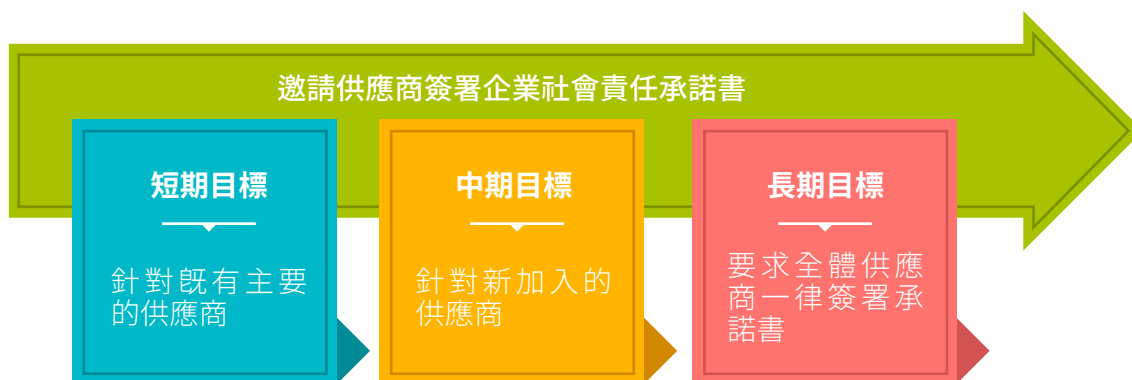 邀請供應商簽署企業社會責任承諾書
短期目標
針對既有主要
的供應商
中期目標
針對新加入的
供應商
長期目標
要求全體供應
商一律簽署承
諾書